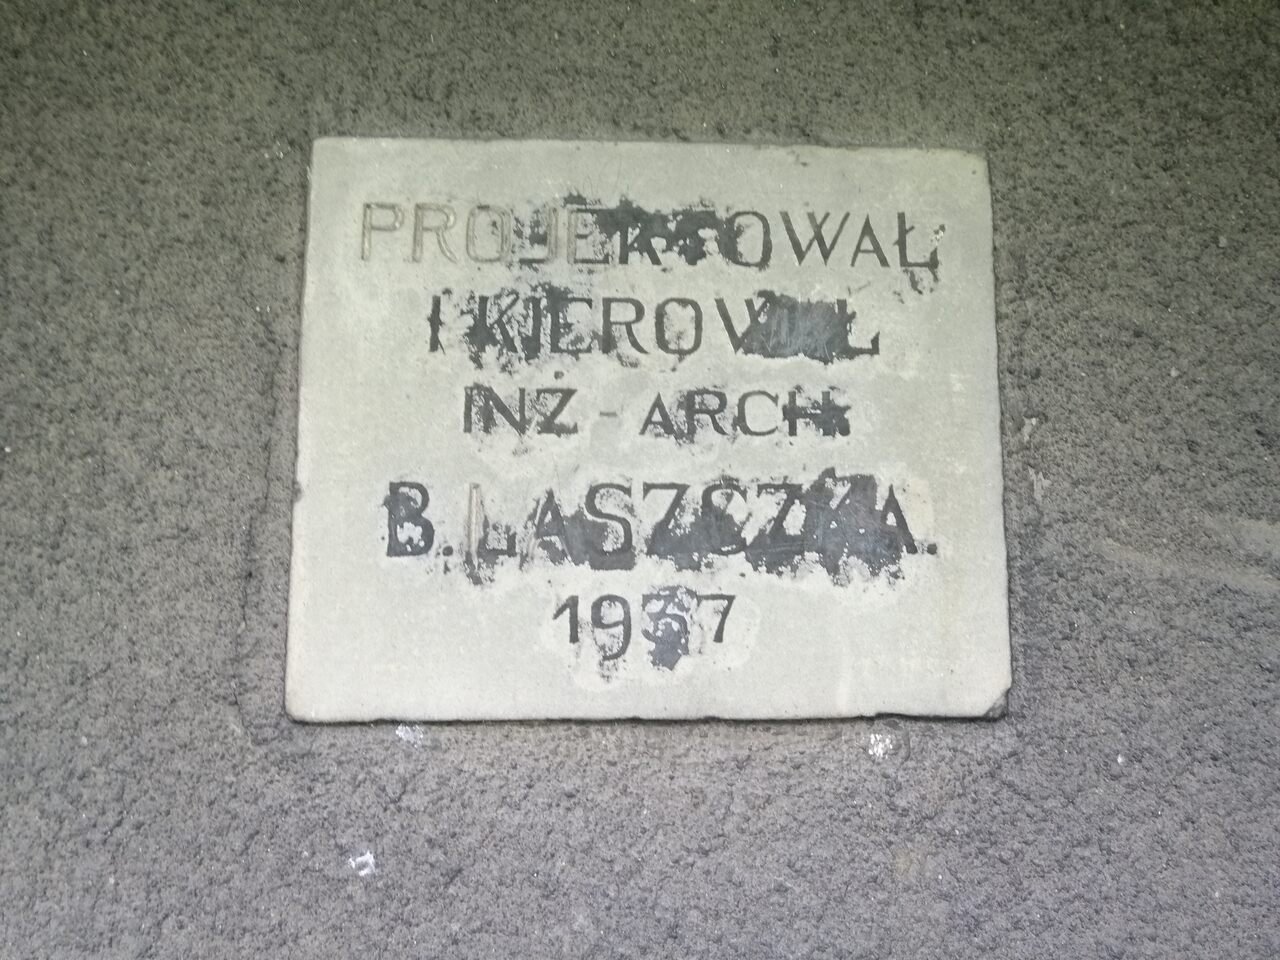 PROJEKTOWAŁ
I KIEROWAŁ
INŻ - ARCH
B. LASZCZKA.
1937